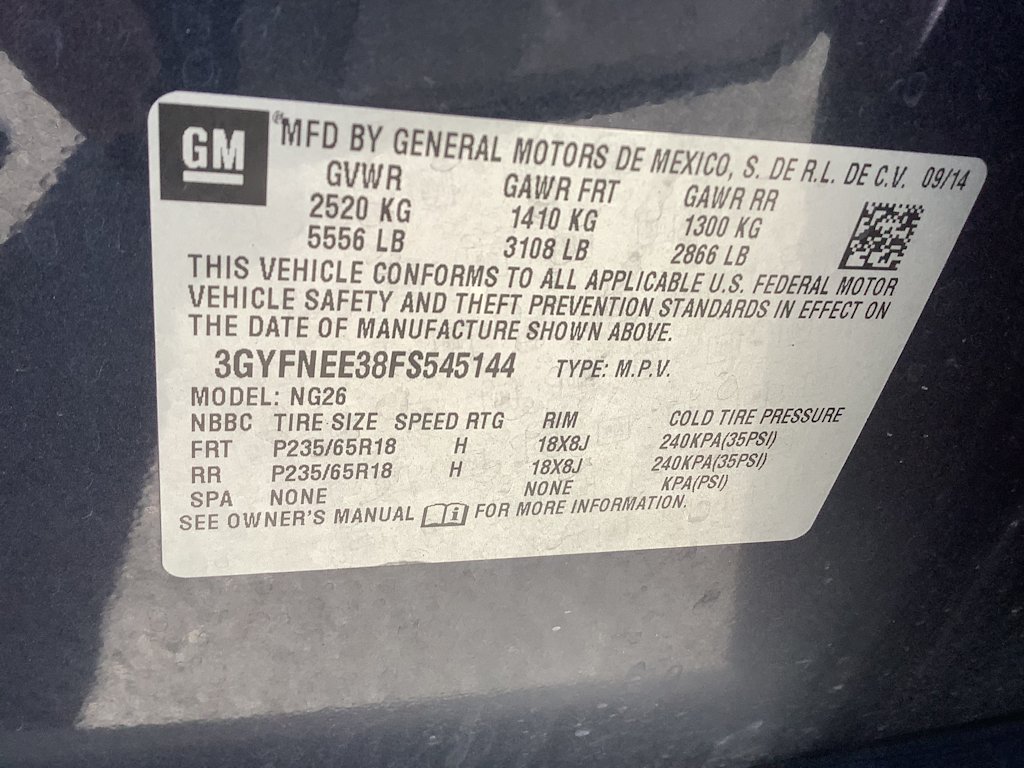 GM ® MFD BY GENERAL MOTORS DE MEXICO, S. DE R.L. DE C.V. 09/14
GVWR GAWR FRT GAWR RR
2520 KG 1410 KG 1300 KG
5556 LB 3108 LB 2866 LB
THIS VEHICLE CONFORMS TO ALL APPLICABLE U.S. FEDERAL MOTOR
VEHICLE SAFETY AND THEFT PREVENTION STANDARDS IN EFFECT ON
THE DATE OF MANUFACTURE SHOWN ABOVE.
3GYFNEE38FS545144 TYPE: M.P.V.
MODEL: NG26
NBBC TIRE SIZE SPEED RTG RIM COLD TIRE PRESSURE
FRT P235/65R18 H 18X8J 240KPA(35PSI)
RR P235/65R18 H 18X8J 240KPA(35PSI)
SPA NONE NONE KPA(PSI)
SEE OWNER'S MANUAL i FOR MORE INFORMATION.